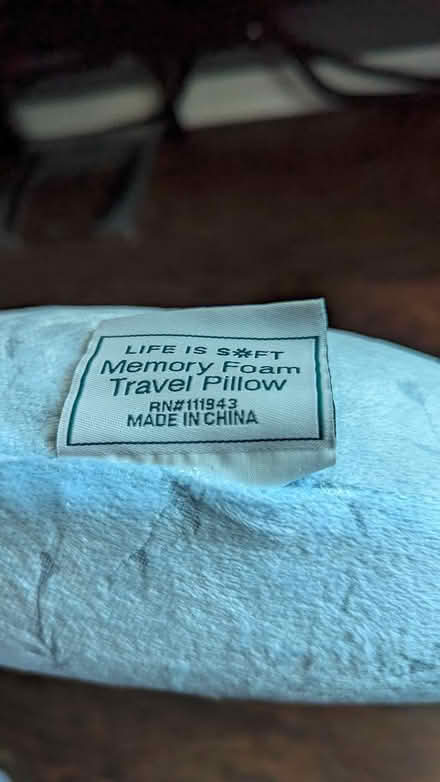 LIFE IS S*FT
Memory Foam
Travel Pillow
RN#111943
MADE IN CHINA